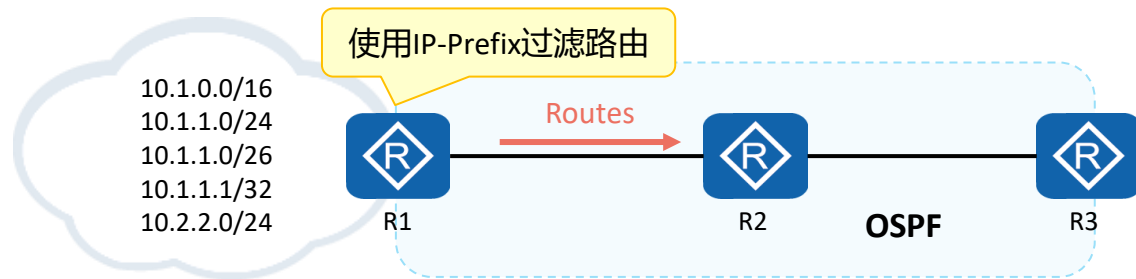 使用IP-Prefix过滤路由
10.1.0.0/16
10.1.1.0/24
10.1.1.0/26
10.1.1.1/32
10.2.2.0/24
Routes
R
R
R
R1
R2
OSPF
R3